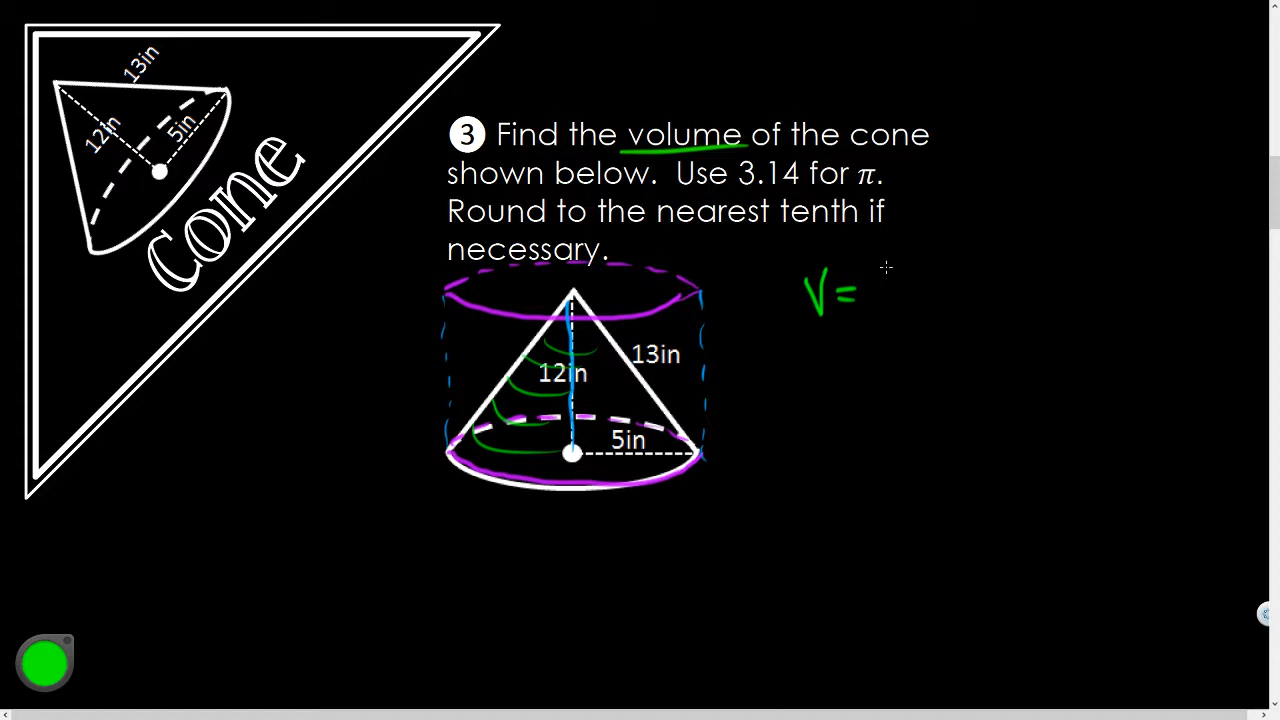 13in
12in
5in
Cone
3 Find the volume of the cone
shown below. Use 3.14 for π.
Round to the nearest tenth if
necessary.
V=
13in
12in
5in